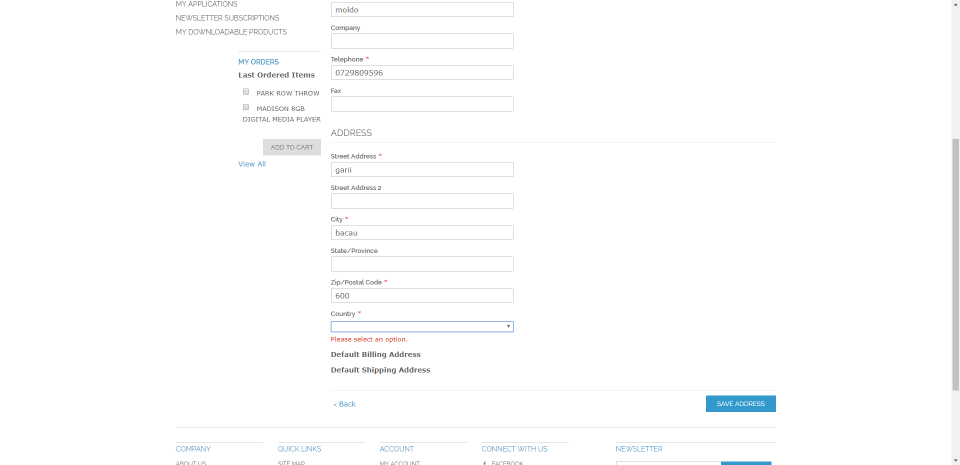 MY APPLICATIONS
NEWSLETTER SUBSCRIPTIONS
MY DOWNLOADABLE PRODUCTS
MY ORDERS
Last Ordered Items
PARK ROW THROW
MADISON 8GB
DIGITAL MEDIA PLAYER
ADD TO CART
View All
moldo
Company
Telephone *
0729809596
Fax
ADDRESS
Street Address *
garii
Street Address 2
City *
bacau
State/Province
Zip/Postal Code *
600
Country *
Please select an option.
Default Billing Address
Default Shipping Address
« Back
SAVE ADDRESS
COMPANY
QUICK LINKS
ACCOUNT
CONNECT WITH US
NEWSLETTER
ABOUT US
SITE MAP
MY ACCOUNT
FACEBOOK